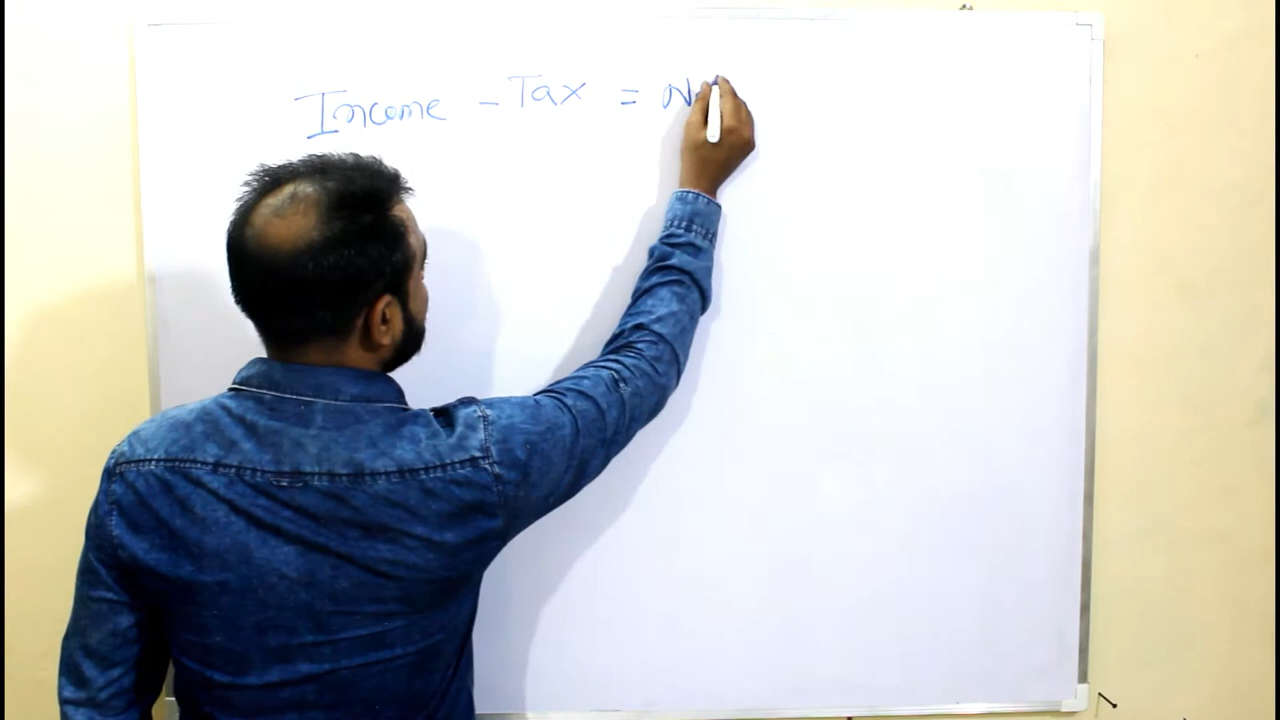 Income - Tax = N